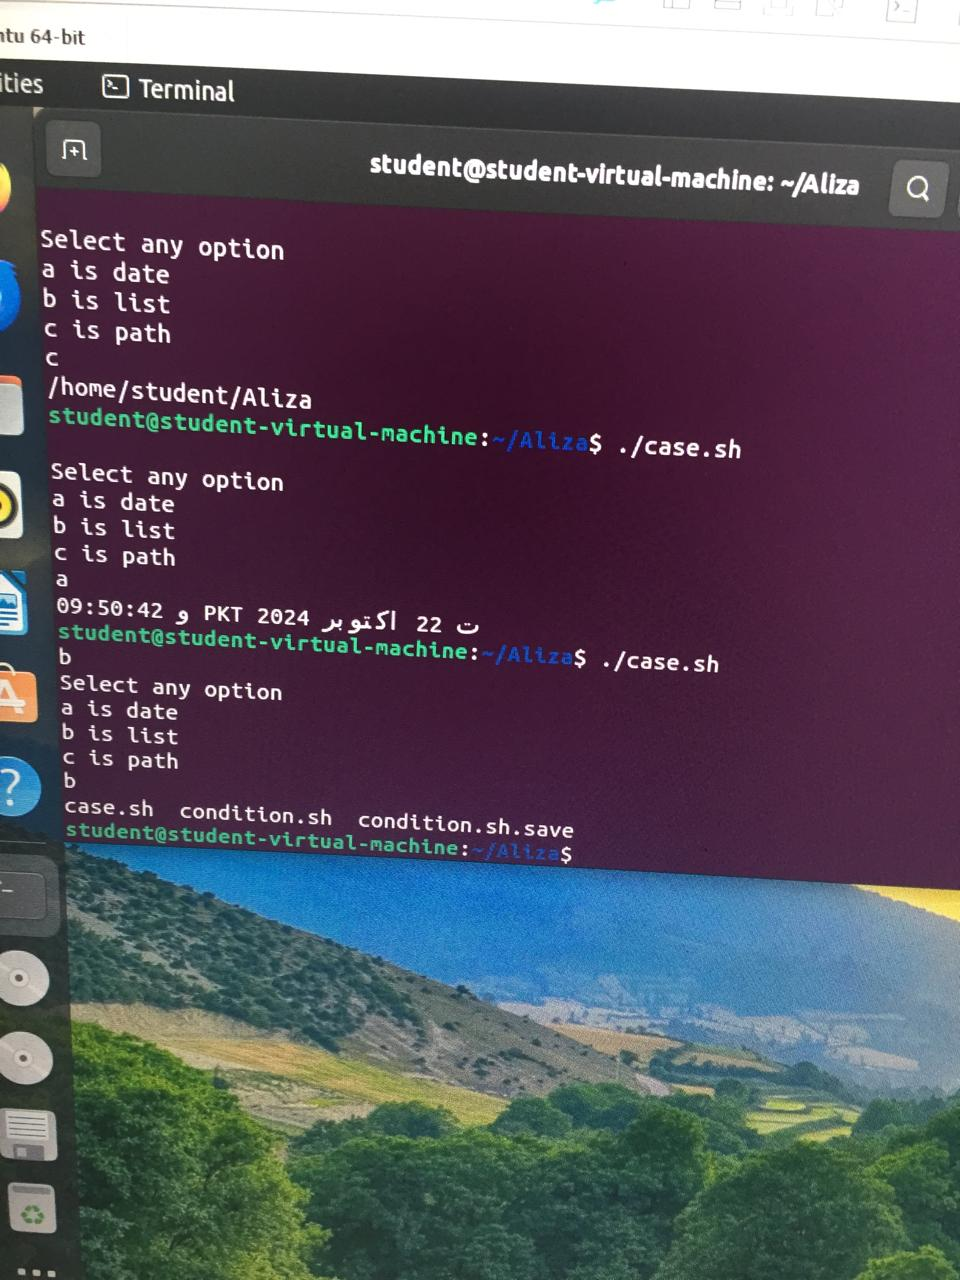 64-bit
Terminal
student@student-virtual-machine: ~/Aliza
Select any option
a is date
b is list
c is path
c
/home/student/Aliza
student@student-virtual-machine:~/Aliza$ ./case.sh
Select any option
a is date
b is list
c is path
a
09:50:42 و PKT 2024 اکتوبر 22 ت
student@student-virtual-machine:~/Aliza$ ./case.sh
b
Select any option
a is date
b is list
c is path
b
case.sh condition.sh condition.sh.save
student@student-virtual-machine:~/Aliza$